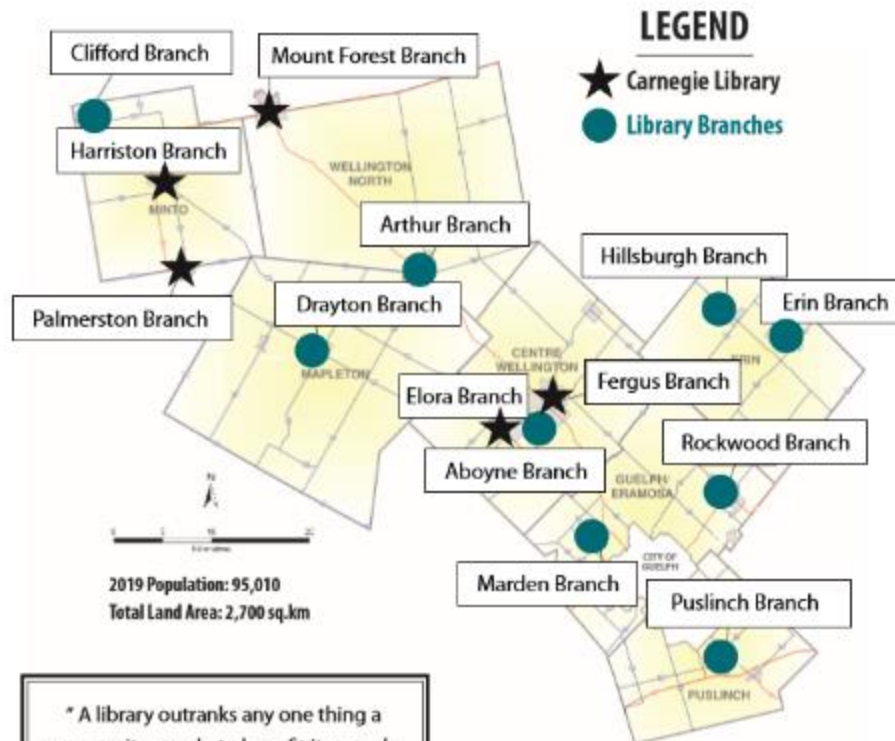 LEGEND
Carnegie Library
Library Branches
Clifford Branch
Mount Forest Branch
Harriston Branch
WELLINGTON
NORTH
MINTO
Arthur Branch
Hillsburgh Branch
Palmerston Branch
Drayton Branch
Erin Branch
MAPLETON
CENTRE
WELLINGTON
ERIN
Fergus Branch
Elora Branch
Rockwood Branch
Aboyne Branch
GUELPH/
ERAMOSA
N
CITY OF
GUELPH
2019 Population: 95,010
Total Land Area: 2,700 sq.km
Marden Branch
Puslinch Branch
PUSLINCH
" A library outranks any one thing a